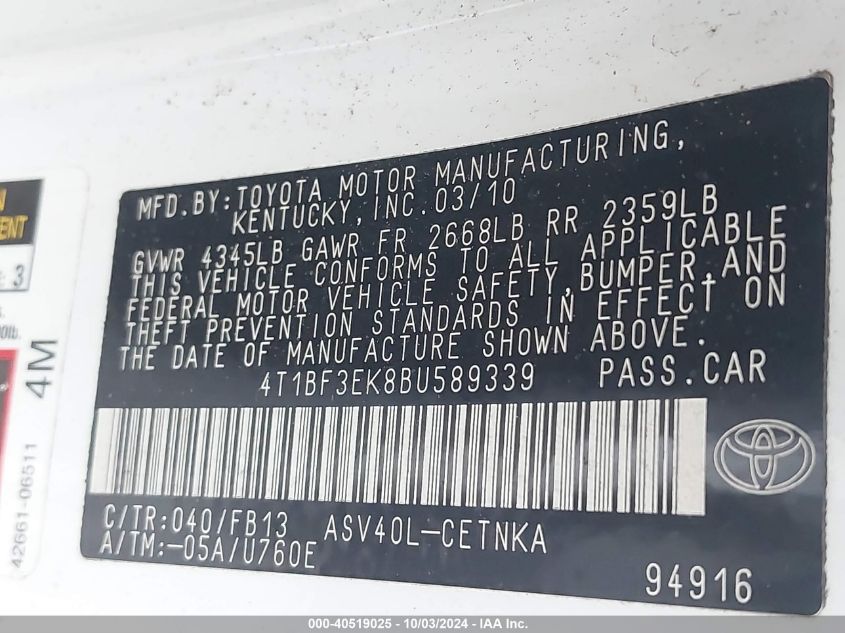 MFD.BY:TOYOTA MOTOR MANUFACTURING,
KENTUCKY,INC.03/10
GVWR 4345LB GAWR FR 2668LB RR 2359LB
THIS VEHICLE CONFORMS TO ALL APPLICABLE
FEDERAL MOTOR VEHICLE SAFETY,BUMPER,AND
THEFT PREVENTION STANDARDS IN EFFECT ON
THE DATE OF MANUFACTURE SHOWN ABOVE.
4T1BF3EK8BU589339 PASS.CAR
C/TR:040/FB13 ASV40L-CETNKA
A/TM:-05A/U760E
94916
3
4M
42661-06511
000-40519025 - 10/03/2024 - IAA Inc.